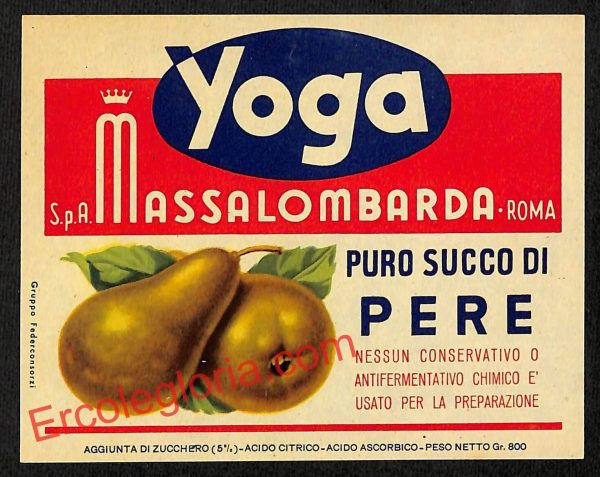 Yoga
S.p.A. MASSALOMBARDA · ROMA
PURO SUCCO DI
PERE
NESSUN CONSERVATIVO O
ANTIFERMENTATIVO CHIMICO E'
USATO PER LA PREPARAZIONE
Gruppo Federconsorzi
Ercolegloria.com
AGGIUNTA DI ZUCCHERO (5%)-ACIDO CITRICO-ACIDO ASCORBICO-PESO NETTO Gr. 800